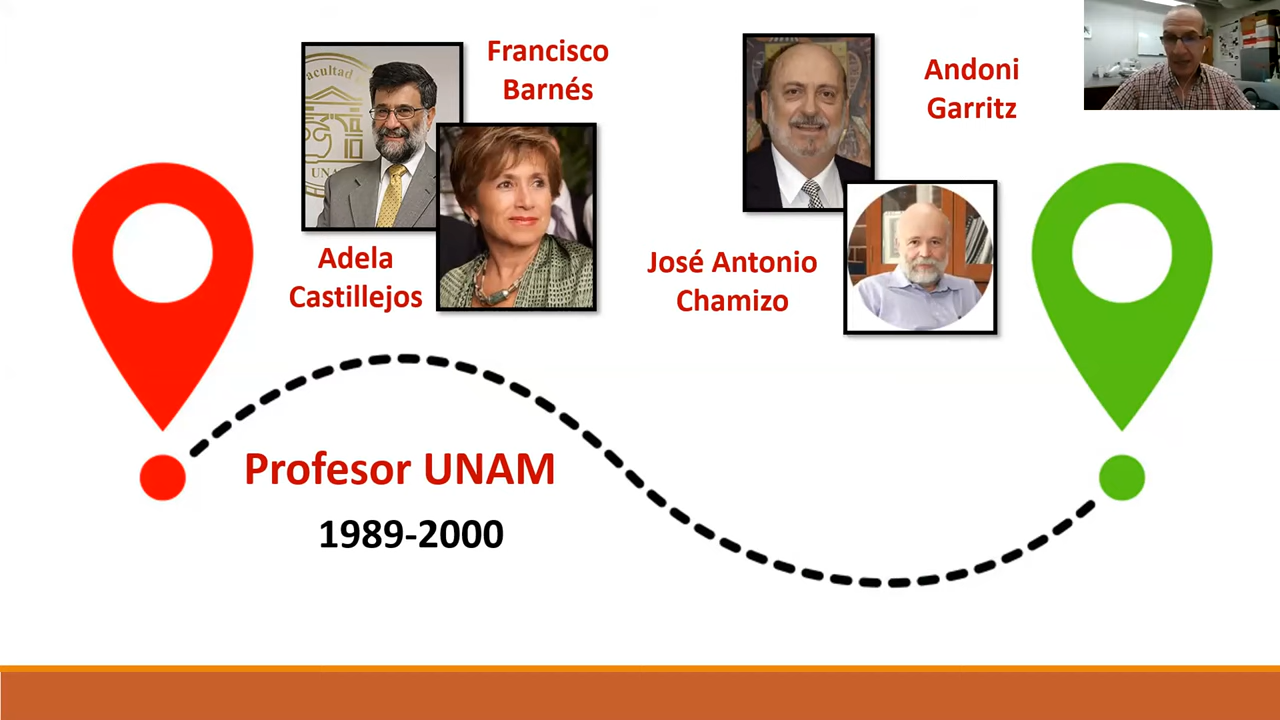 Francisco
Barnés
Adela
Castillejos
Andoni
Garritz
José Antonio
Chamizo
Profesor UNAM
1989-2000